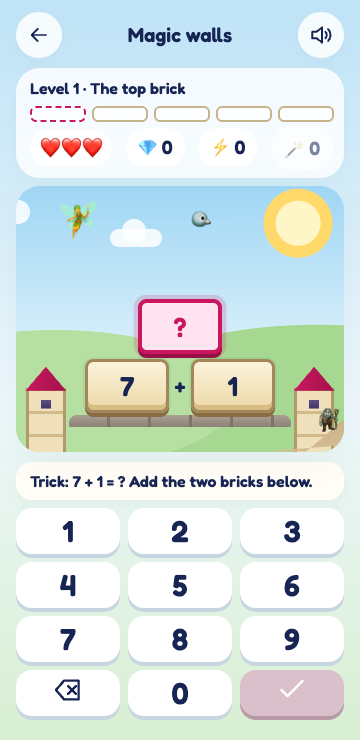 Magic walls
Level 1 · The top brick
❤️❤️❤️ 💎 0 ⚡ 0 🪄 0
?
7 + 1
Trick: 7 + 1 = ? Add the two bricks below.
1 2 3
4 5 6
7 8 9
0